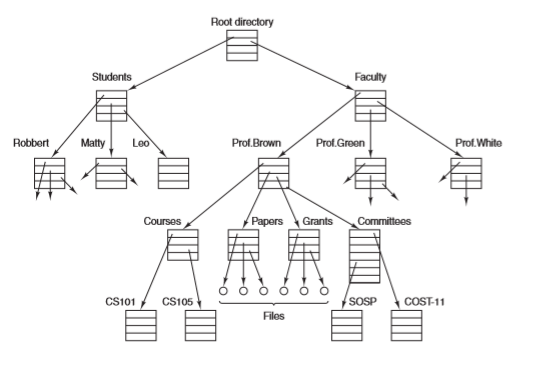 Root directory
Students
Faculty
Robbert
Matty
Leo
Prof.Brown
Prof.Green
Prof.White
Courses
Papers
Grants
Committees
CS101
CS105
Files
SOSP
COST-11